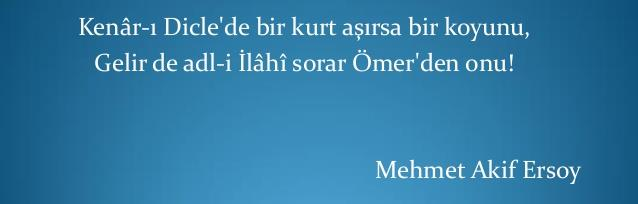 Kenâr-ı Dicle'de bir kurt aşırsa bir koyunu,
Gelir de adl-i İlâhî sorar Ömer'den onu!
Mehmet Akif Ersoy